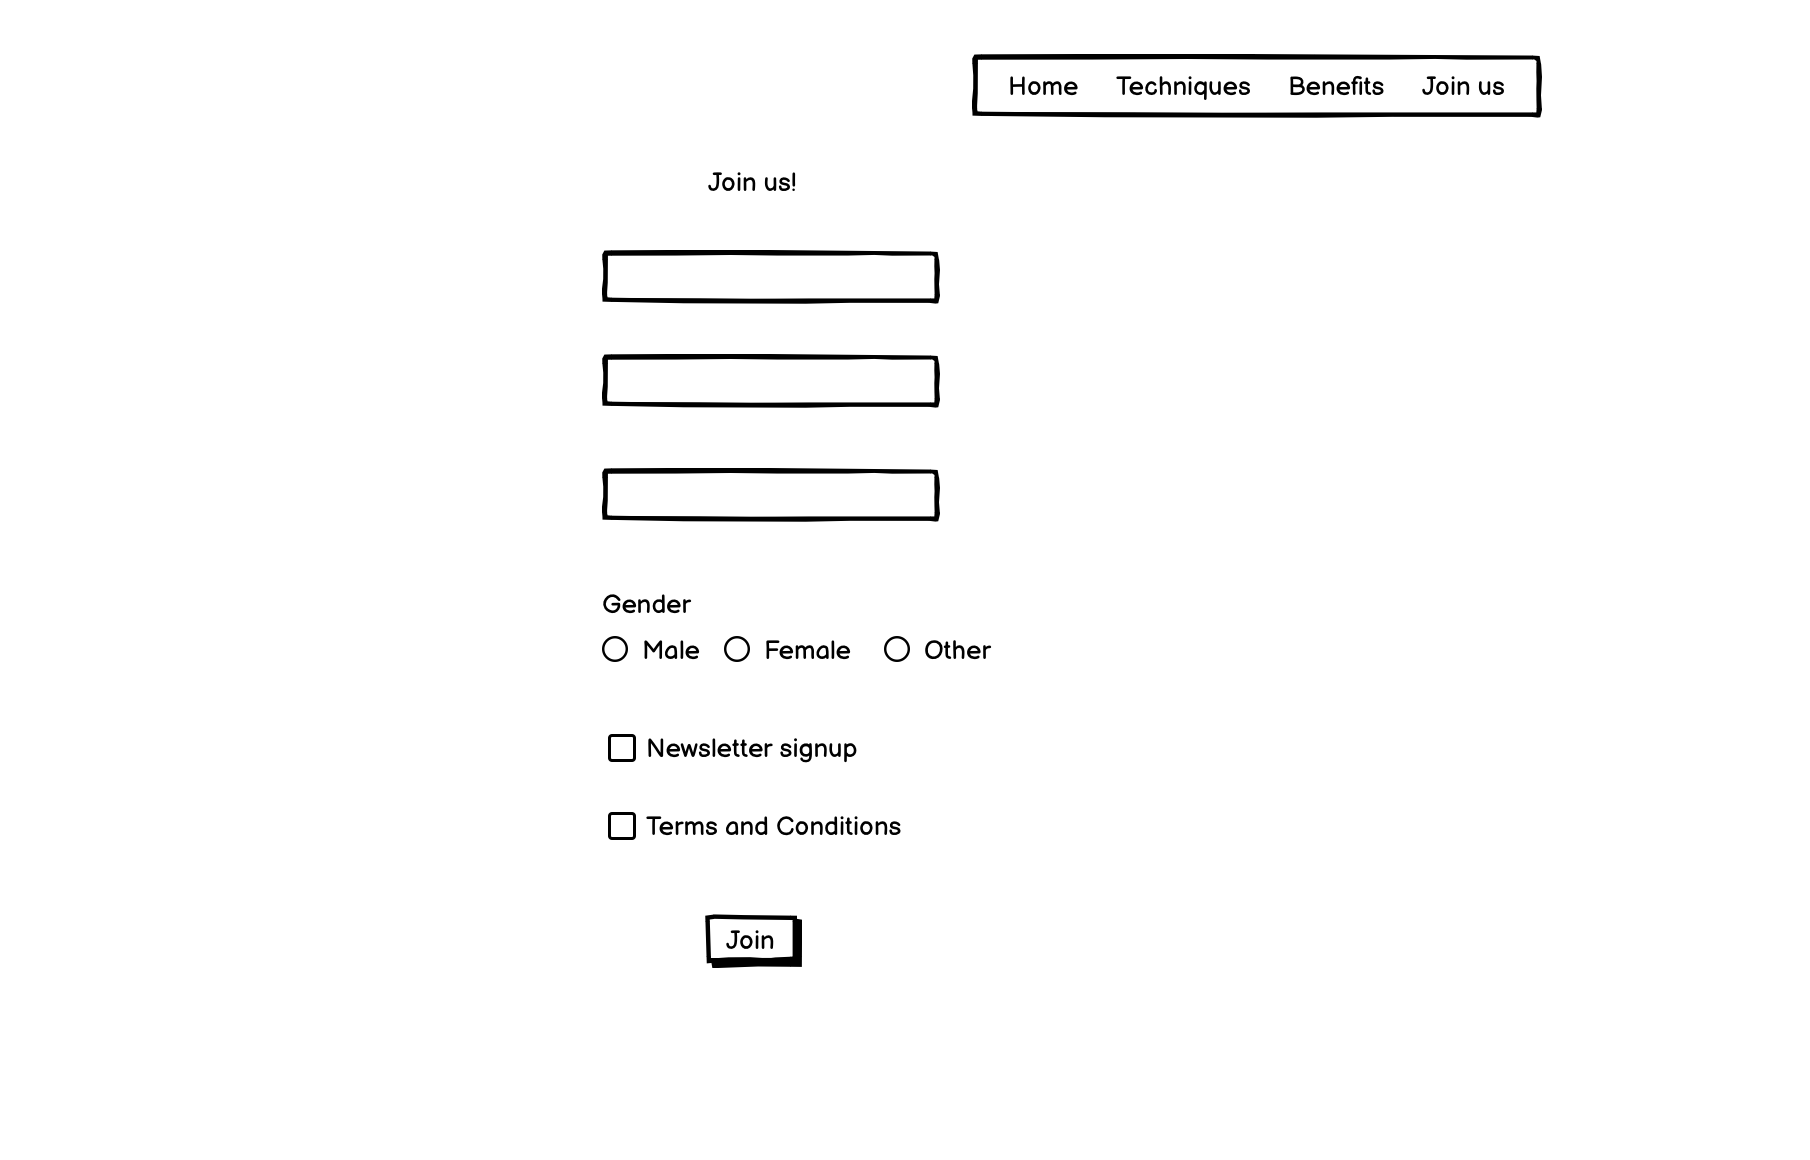 Home Techniques Benefits Join us
Join us!
Gender
Male Female Other
Newsletter signup
Terms and Conditions
Join